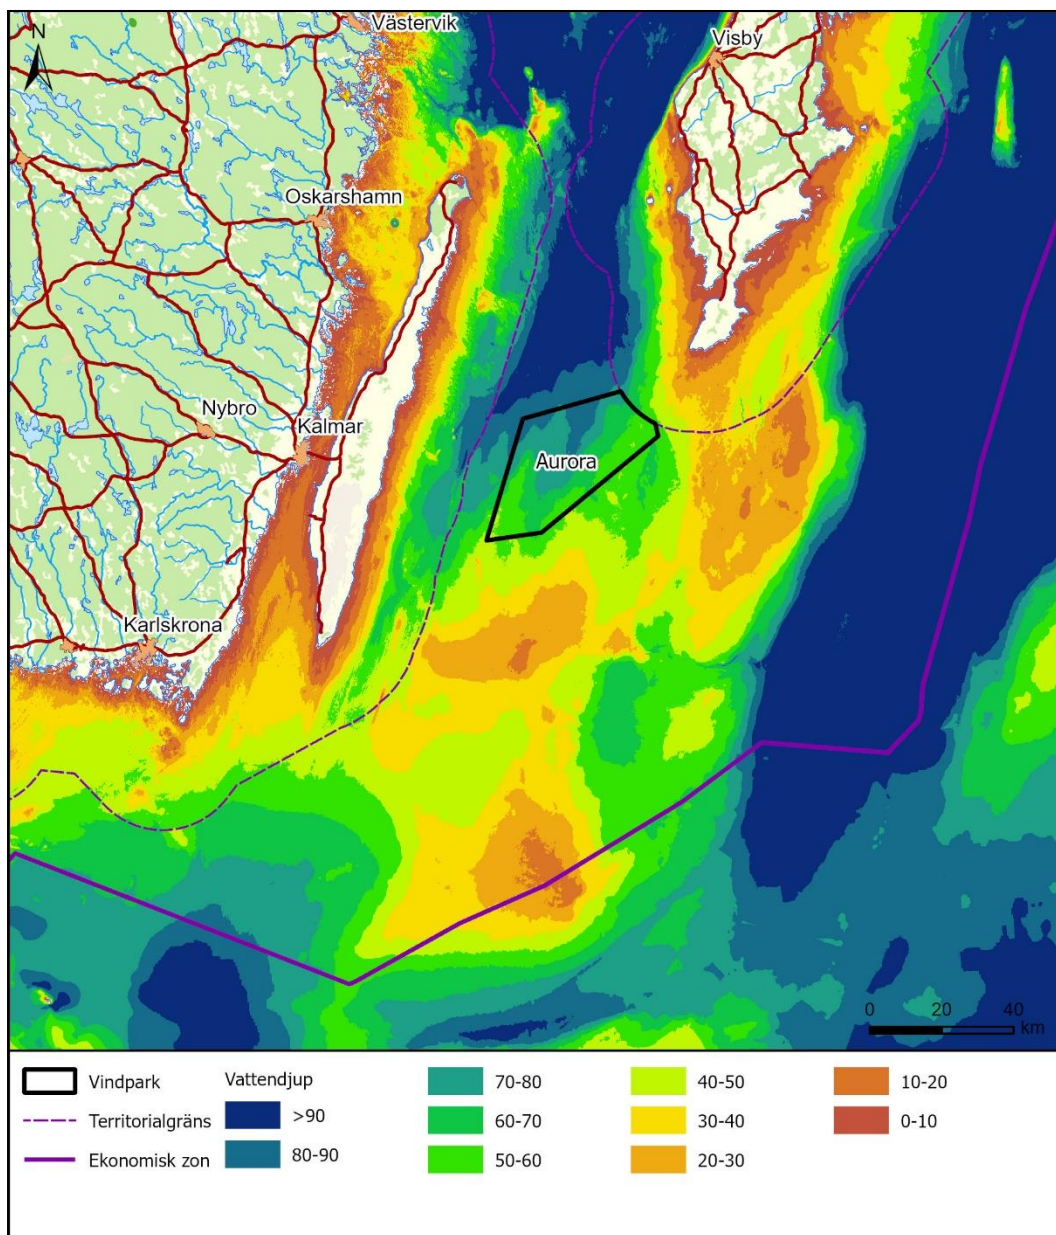 Västervik
N
Visby
Oskarshamn
Nybro
Kalmar
Aurora
Karlskrona
0 20 40
km
Vindpark
Territorialgräns
Ekonomisk zon
Vattendjup
>90
80-90
70-80
60-70
50-60
40-50
30-40
20-30
10-20
0-10